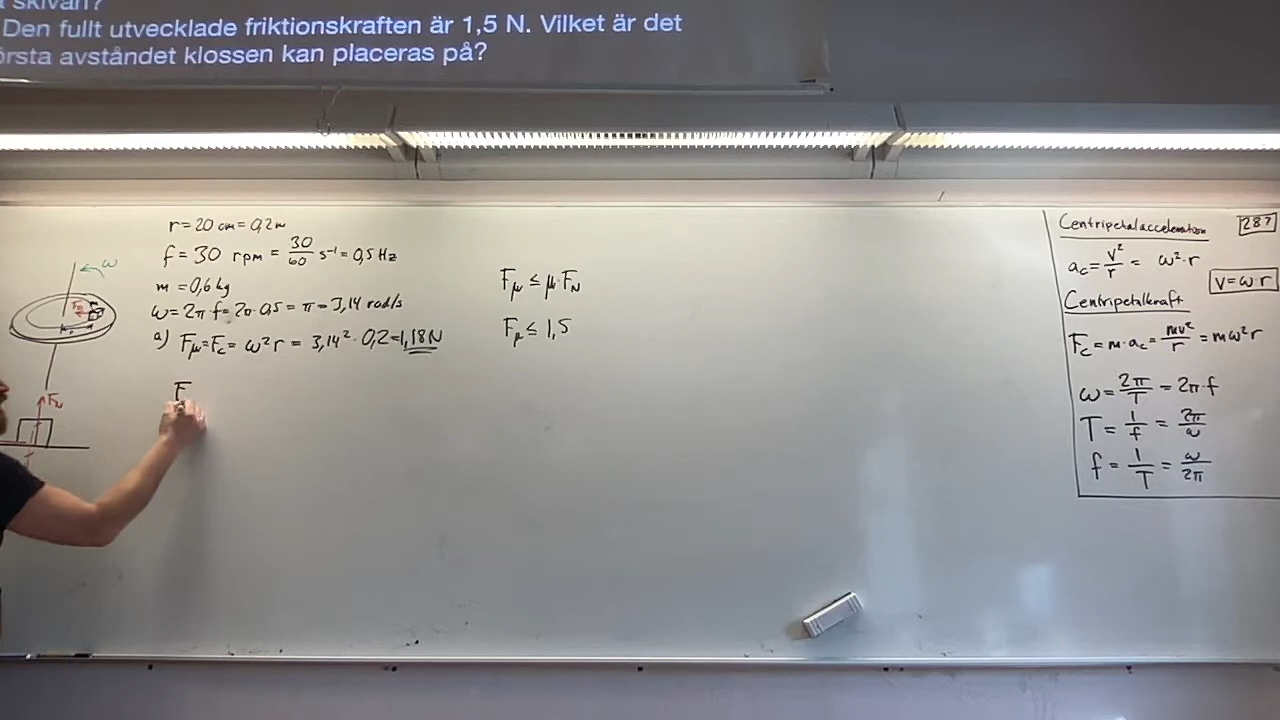 skivan?
Den fullt utvecklade friktionskraften är 1,5 N. Vilket är det
örsta avståndet klossen kan placeras på?
r = 20 cm = 0,2 m
f = 30 rpm = 30/60 s⁻¹ = 0,5 Hz
m = 0,6 kg
ω = 2π f = 2π · 0,5 = π = 3,14 rad/s
a) Fμ = Fc = ω² r = 3,14² · 0,2 = 1,18 N
F
ω
FN
Fμ ≤ μ · FN
Fμ ≤ 1,5
Centripetalacceleration
287
ac = v²/r = ω² · r
v = ω · r
Centripetalkraft
Fc = m · ac = mv²/r = mω² r
ω = 2π/T = 2π · f
T = 1/f = 2π/ω
f = 1/T = ω/2π